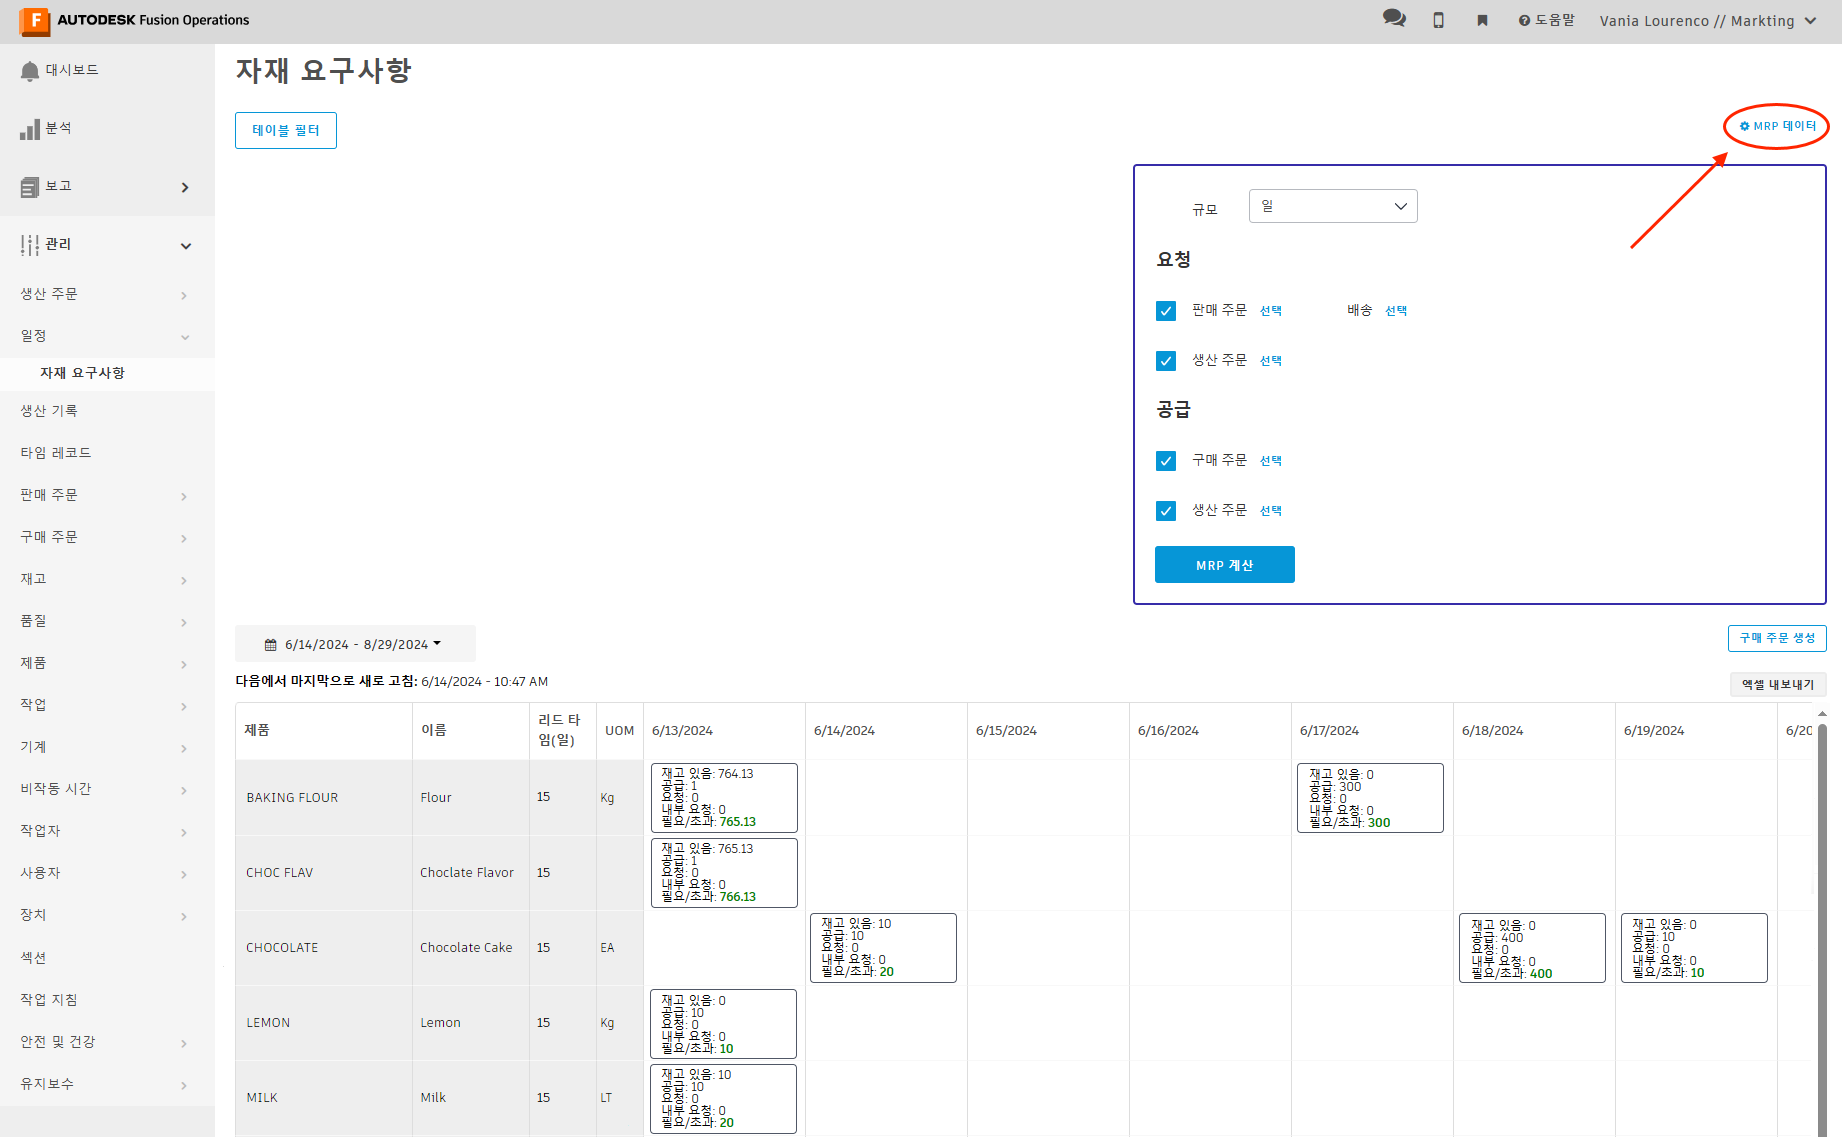 F AUTODESK Fusion Operations
도움말
Vania Lourenco // Markting
대시보드
분석
보고
관리
생산 주문
일정
자재 요구사항
생산 기록
타임 레코드
판매 주문
구매 주문
재고
품질
제품
작업
기계
비작동 시간
작업자
사용자
장치
섹션
작업 지침
안전 및 건강
유지보수
자재 요구사항
테이블 필터
MRP 데이터
규모 일
요청
판매 주문 선택 배송 선택
생산 주문 선택
공급
구매 주문 선택
생산 주문 선택
MRP 계산
6/14/2024 - 8/29/2024
구매 주문 생성
다음에서 마지막으로 새로 고침: 6/14/2024 - 10:47 AM
엑셀 내보내기
제품 이름 리드 타임(일) UOM 6/13/2024 6/14/2024 6/15/2024 6/16/2024 6/17/2024 6/18/2024 6/19/2024 6/20
BAKING FLOUR Flour 15 Kg
재고 있음: 764.13
공급: 1
요청: 0
내부 요청: 0
필요/초과: 765.13
재고 있음: 0
공급: 300
요청: 0
내부 요청: 0
필요/초과: 300
CHOC FLAV Choclate Flavor 15
재고 있음: 765.13
공급: 1
요청: 0
내부 요청: 0
필요/초과: 766.13
CHOCOLATE Chocolate Cake 15 EA
재고 있음: 10
공급: 10
요청: 0
내부 요청: 0
필요/초과: 20
재고 있음: 0
공급: 400
요청: 0
내부 요청: 0
필요/초과: 400
재고 있음: 0
공급: 10
요청: 0
내부 요청: 0
필요/초과: 10
LEMON Lemon 15 Kg
재고 있음: 0
공급: 10
요청: 0
내부 요청: 0
필요/초과: 10
MILK Milk 15 LT
재고 있음: 10
공급: 10
요청: 0
내부 요청: 0
필요/초과: 20